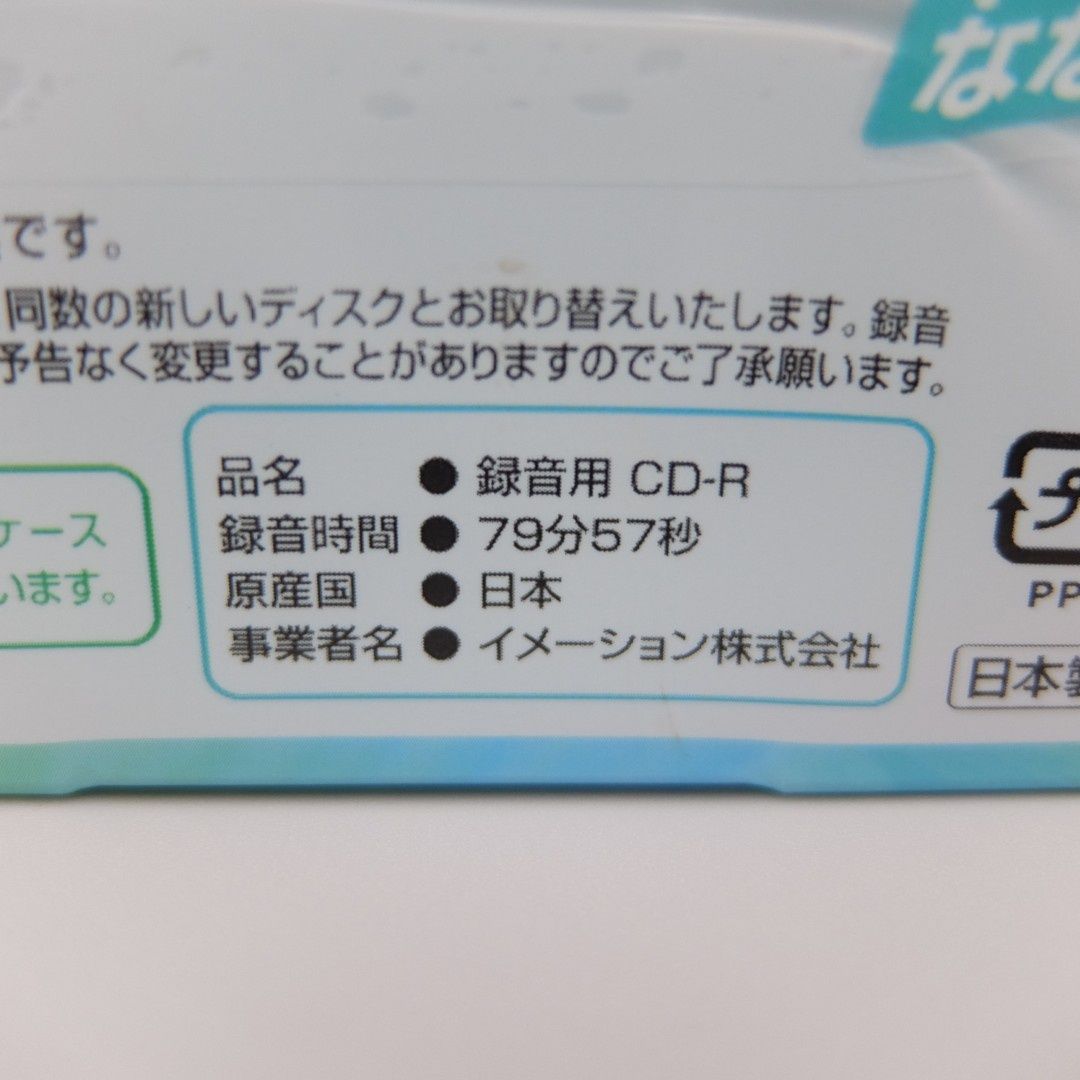 なな
です。
同数の新しいディスクとお取り替えいたします。録音
予告なく変更することがありますのでご了承願います。
ケース
います。
品名 ● 録音用 CD-R
録音時間 ● 79分57秒
原産国 ● 日本
事業者名 ● イメーション株式会社
プ
PP
日本製